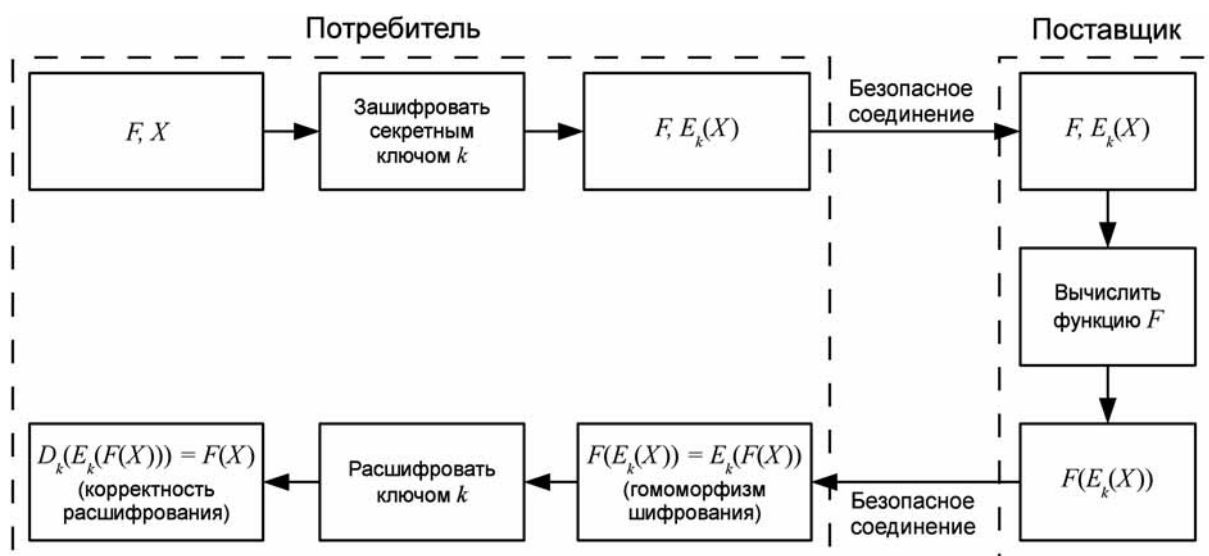 Потребитель
Поставщик
F, X
Зашифровать
секретным
ключом k
F, E_k(X)
Безопасное
соединение
F, E_k(X)
Вычислить
функцию F
D_k(E_k(F(X))) = F(X)
(корректность
расшифрования)
Расшифровать
ключом k
F(E_k(X)) = E_k(F(X))
(гомоморфизм
шифрования)
Безопасное
соединение
F(E_k(X))